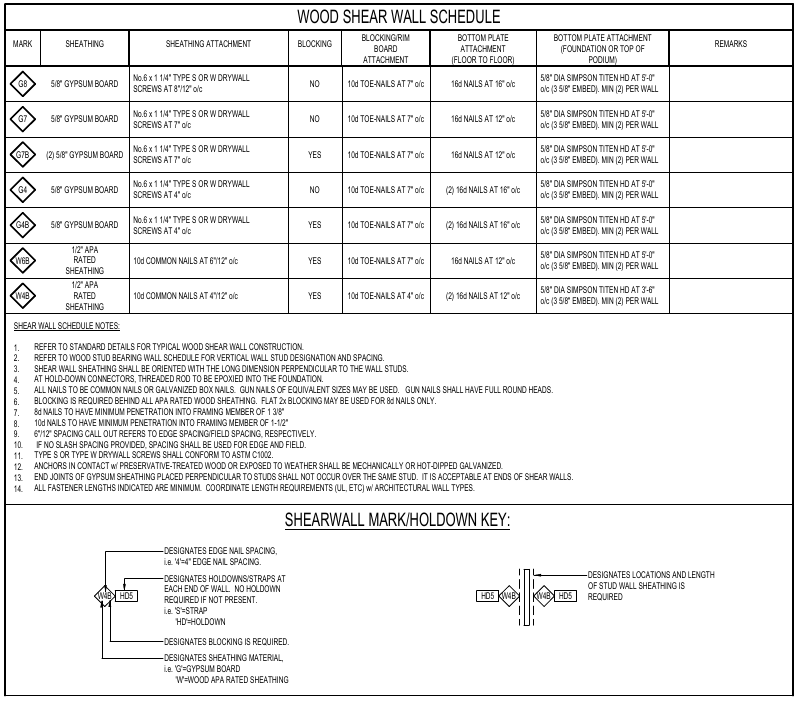 WOOD SHEAR WALL SCHEDULE
MARK
SHEATHING
SHEATHING ATTACHMENT
BLOCKING
BLOCKING/RIM
BOARD
ATTACHMENT
BOTTOM PLATE
ATTACHMENT
(FLOOR TO FLOOR)
BOTTOM PLATE ATTACHMENT
(FOUNDATION OR TOP OF
PODIUM)
REMARKS
G8
5/8" GYPSUM BOARD
No.6 x 1 1/4" TYPE S OR W DRYWALL
SCREWS AT 8"/12" o/c
NO
10d TOE-NAILS AT 7" o/c
16d NAILS AT 16" o/c
5/8" DIA SIMPSON TITEN HD AT 5'-0"
o/c (3 5/8" EMBED). MIN (2) PER WALL
G7
5/8" GYPSUM BOARD
No.6 x 1 1/4" TYPE S OR W DRYWALL
SCREWS AT 7" o/c
NO
10d TOE-NAILS AT 7" o/c
16d NAILS AT 12" o/c
5/8" DIA SIMPSON TITEN HD AT 5'-0"
o/c (3 5/8" EMBED). MIN (2) PER WALL
G7B
(2) 5/8" GYPSUM BOARD
No.6 x 1 1/4" TYPE S OR W DRYWALL
SCREWS AT 7" o/c
YES
10d TOE-NAILS AT 7" o/c
16d NAILS AT 12" o/c
5/8" DIA SIMPSON TITEN HD AT 5'-0"
o/c (3 5/8" EMBED). MIN (2) PER WALL
G4
5/8" GYPSUM BOARD
No.6 x 1 1/4" TYPE S OR W DRYWALL
SCREWS AT 4" o/c
NO
10d TOE-NAILS AT 7" o/c
(2) 16d NAILS AT 16" o/c
5/8" DIA SIMPSON TITEN HD AT 5'-0"
o/c (3 5/8" EMBED). MIN (2) PER WALL
G4B
5/8" GYPSUM BOARD
No.6 x 1 1/4" TYPE S OR W DRYWALL
SCREWS AT 4" o/c
YES
10d TOE-NAILS AT 7" o/c
(2) 16d NAILS AT 16" o/c
5/8" DIA SIMPSON TITEN HD AT 5'-0"
o/c (3 5/8" EMBED). MIN (2) PER WALL
W6B
1/2" APA
RATED
SHEATHING
10d COMMON NAILS AT 6"/12" o/c
YES
10d TOE-NAILS AT 7" o/c
16d NAILS AT 12" o/c
5/8" DIA SIMPSON TITEN HD AT 5'-0"
o/c (3 5/8" EMBED). MIN (2) PER WALL
W4B
1/2" APA
RATED
SHEATHING
10d COMMON NAILS AT 4"/12" o/c
YES
10d TOE-NAILS AT 4" o/c
(2) 16d NAILS AT 12" o/c
5/8" DIA SIMPSON TITEN HD AT 3'-6"
o/c (3 5/8" EMBED). MIN (2) PER WALL
SHEAR WALL SCHEDULE NOTES:
1. REFER TO STANDARD DETAILS FOR TYPICAL WOOD SHEAR WALL CONSTRUCTION.
2. REFER TO WOOD STUD BEARING WALL SCHEDULE FOR VERTICAL WALL STUD DESIGNATION AND SPACING.
3. SHEAR WALL SHEATHING SHALL BE ORIENTED WITH THE LONG DIMENSION PERPENDICULAR TO THE WALL STUDS.
4. AT HOLD-DOWN CONNECTORS, THREADED ROD TO BE EPOXIED INTO THE FOUNDATION.
5. ALL NAILS TO BE COMMON NAILS OR GALVANIZED BOX NAILS. GUN NAILS OF EQUIVALENT SIZES MAY BE USED. GUN NAILS SHALL HAVE FULL ROUND HEADS.
6. BLOCKING IS REQUIRED BEHIND ALL APA RATED WOOD SHEATHING. FLAT 2x BLOCKING MAY BE USED FOR 8d NAILS ONLY.
7. 8d NAILS TO HAVE MINIMUM PENETRATION INTO FRAMING MEMBER OF 1 3/8"
8. 10d NAILS TO HAVE MINIMUM PENETRATION INTO FRAMING MEMBER OF 1-1/2"
9. 6"/12" SPACING CALL OUT REFERS TO EDGE SPACING/FIELD SPACING, RESPECTIVELY.
10. IF NO SLASH SPACING PROVIDED, SPACING SHALL BE USED FOR EDGE AND FIELD.
11. TYPE S OR TYPE W DRYWALL SCREWS SHALL CONFORM TO ASTM C1002.
12. ANCHORS IN CONTACT w/ PRESERVATIVE-TREATED WOOD OR EXPOSED TO WEATHER SHALL BE MECHANICALLY OR HOT-DIPPED GALVANIZED.
13. END JOINTS OF GYPSUM SHEATHING PLACED PERPENDICULAR TO STUDS SHALL NOT OCCUR OVER THE SAME STUD. IT IS ACCEPTABLE AT ENDS OF SHEAR WALLS.
14. ALL FASTENER LENGTHS INDICATED ARE MINIMUM. COORDINATE LENGTH REQUIREMENTS (UL, ETC) w/ ARCHITECTURAL WALL TYPES.
SHEARWALL MARK/HOLDOWN KEY:
DESIGNATES EDGE NAIL SPACING,
i.e. '4'=4" EDGE NAIL SPACING.
DESIGNATES HOLDOWNS/STRAPS AT
EACH END OF WALL. NO HOLDOWN
REQUIRED IF NOT PRESENT.
i.e. 'S'=STRAP
'HD'=HOLDOWN
W4B HD5
DESIGNATES BLOCKING IS REQUIRED.
DESIGNATES SHEATHING MATERIAL,
i.e. 'G'=GYPSUM BOARD
'W'=WOOD APA RATED SHEATHING
HD5 W4B W4B HD5
DESIGNATES LOCATIONS AND LENGTH
OF STUD WALL SHEATHING IS
REQUIRED